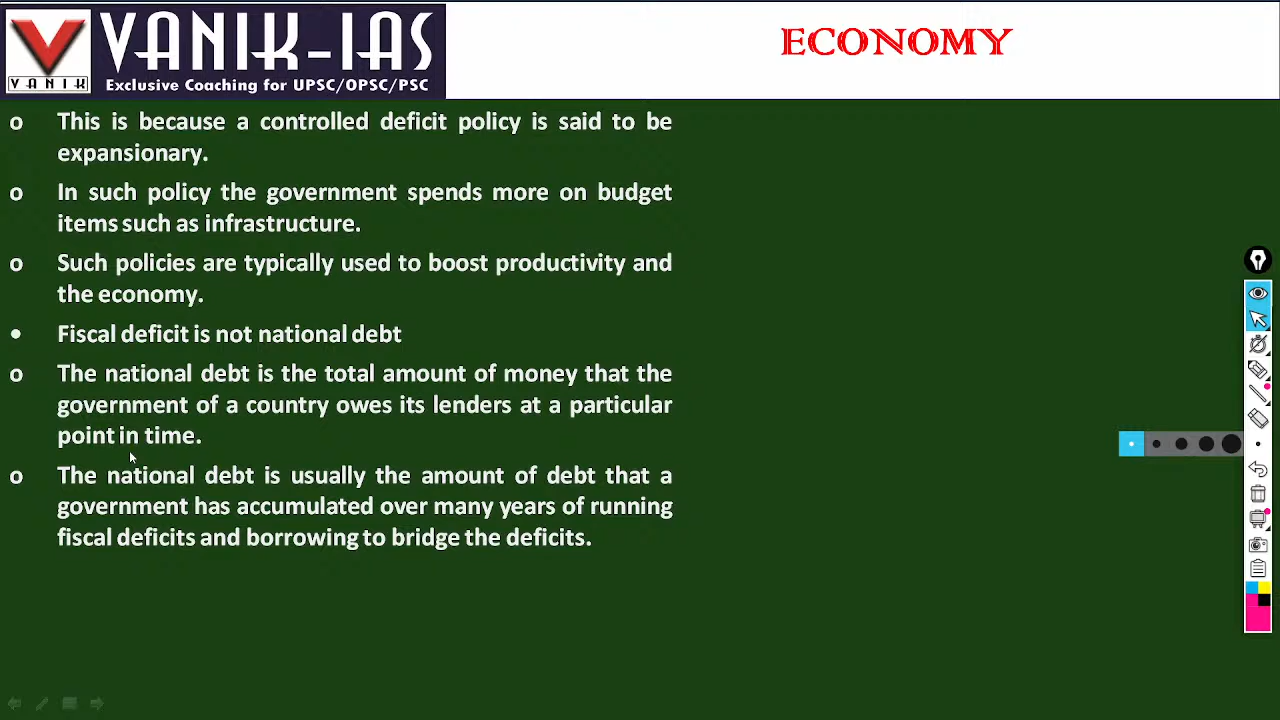 VANIK-IAS
VANIK
Exclusive Coaching for UPSC/OPSC/PSC
ECONOMY
o This is because a controlled deficit policy is said to be
expansionary.
o In such policy the government spends more on budget
items such as infrastructure.
o Such policies are typically used to boost productivity and
the economy.
• Fiscal deficit is not national debt
o The national debt is the total amount of money that the
government of a country owes its lenders at a particular
point in time.
o The national debt is usually the amount of debt that a
government has accumulated over many years of running
fiscal deficits and borrowing to bridge the deficits.